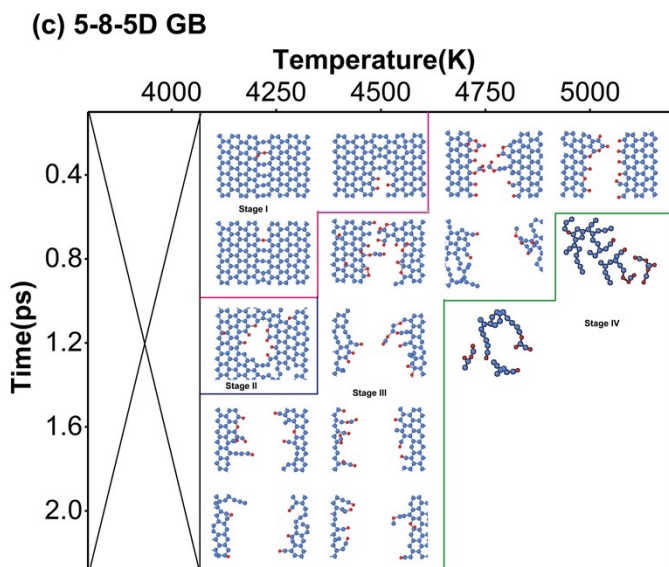 (c) 5-8-5D GB
Temperature(K)
4000 4250 4500 4750 5000
Time(ps)
0.4
Stage I
0.8
1.2
Stage IV
Stage II
Stage III
1.6
2.0